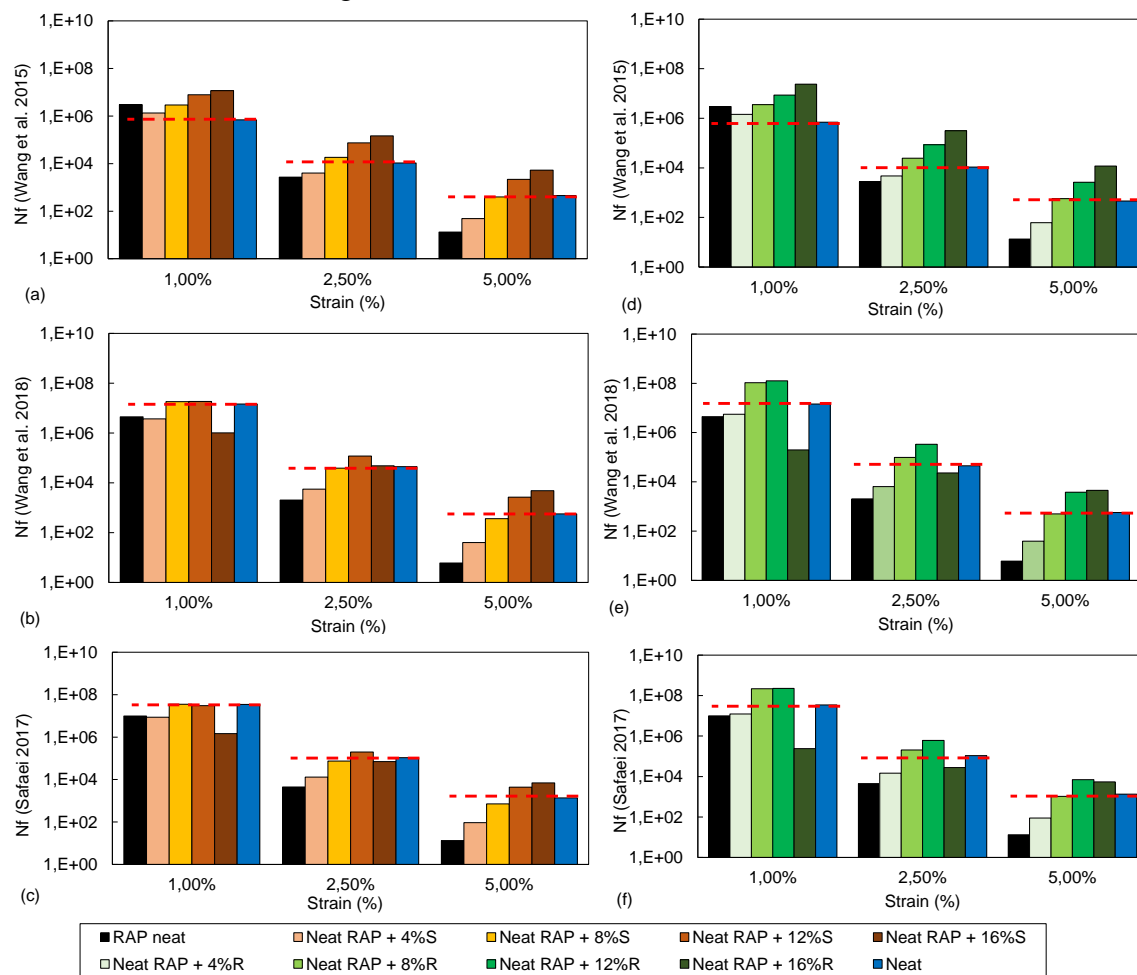 1,E+10
1,E+08
1,E+06
1,E+04
1,E+02
1,E+00
Nf (Wang et al. 2015)
1,00% 2,50% 5,00%
Strain (%)
(a)
1,E+10
1,E+08
1,E+06
1,E+04
1,E+02
1,E+00
Nf (Wang et al. 2015)
1,00% 2,50% 5,00%
Strain (%)
(d)
1,E+10
1,E+08
1,E+06
1,E+04
1,E+02
1,E+00
Nf (Wang et al. 2018)
1,00% 2,50% 5,00%
Strain (%)
(b)
1,E+10
1,E+08
1,E+06
1,E+04
1,E+02
1,E+00
Nf (Wang et al. 2018)
1,00% 2,50% 5,00%
Strain (%)
(e)
1,E+10
1,E+08
1,E+06
1,E+04
1,E+02
1,E+00
Nf (Safaei 2017)
1,00% 2,50% 5,00%
Strain (%)
(c)
1,E+10
1,E+08
1,E+06
1,E+04
1,E+02
1,E+00
Nf (Safaei 2017)
1,00% 2,50% 5,00%
Strain (%)
(f)
RAP neat Neat RAP + 4%S Neat RAP + 8%S Neat RAP + 12%S Neat RAP + 16%S
Neat RAP + 4%R Neat RAP + 8%R Neat RAP + 12%R Neat RAP + 16%R Neat